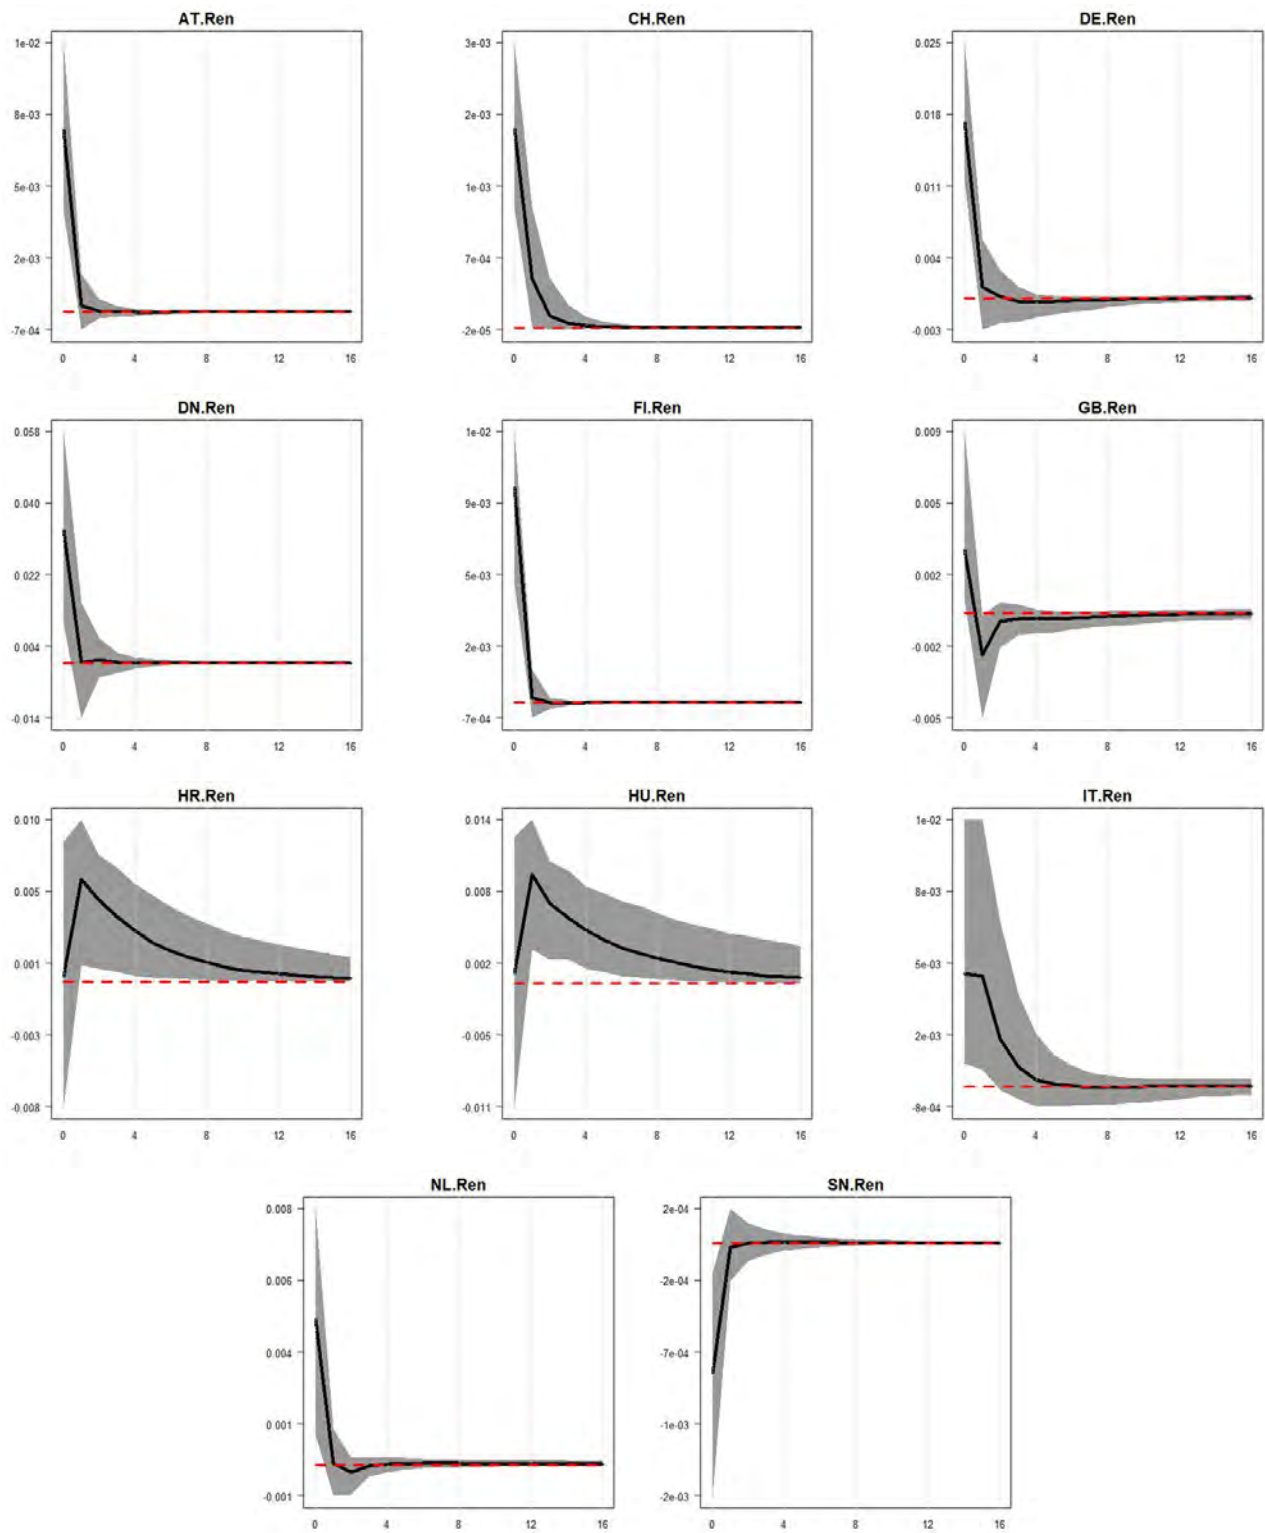 AT.Ren
1e-02
8e-03
5e-03
2e-03
-7e-04
0 4 8 12 16
CH.Ren
3e-03
2e-03
1e-03
7e-04
-2e-05
0 4 8 12 16
DE.Ren
0.025
0.018
0.011
0.004
-0.003
0 4 8 12 16
DN.Ren
0.058
0.040
0.022
0.004
-0.014
0 4 8 12 16
FI.Ren
1e-02
9e-03
5e-03
2e-03
-7e-04
0 4 8 12 16
GB.Ren
0.009
0.005
0.002
-0.002
-0.005
0 4 8 12 16
HR.Ren
0.010
0.005
0.001
-0.003
-0.008
0 4 8 12 16
HU.Ren
0.014
0.008
0.002
-0.005
-0.011
0 4 8 12 16
IT.Ren
1e-02
8e-03
5e-03
2e-03
-8e-04
0 4 8 12 16
NL.Ren
0.008
0.006
0.004
0.001
-0.001
0 4 8 12 16
SN.Ren
2e-04
-2e-04
-7e-04
-1e-03
-2e-03
0 4 8 12 16